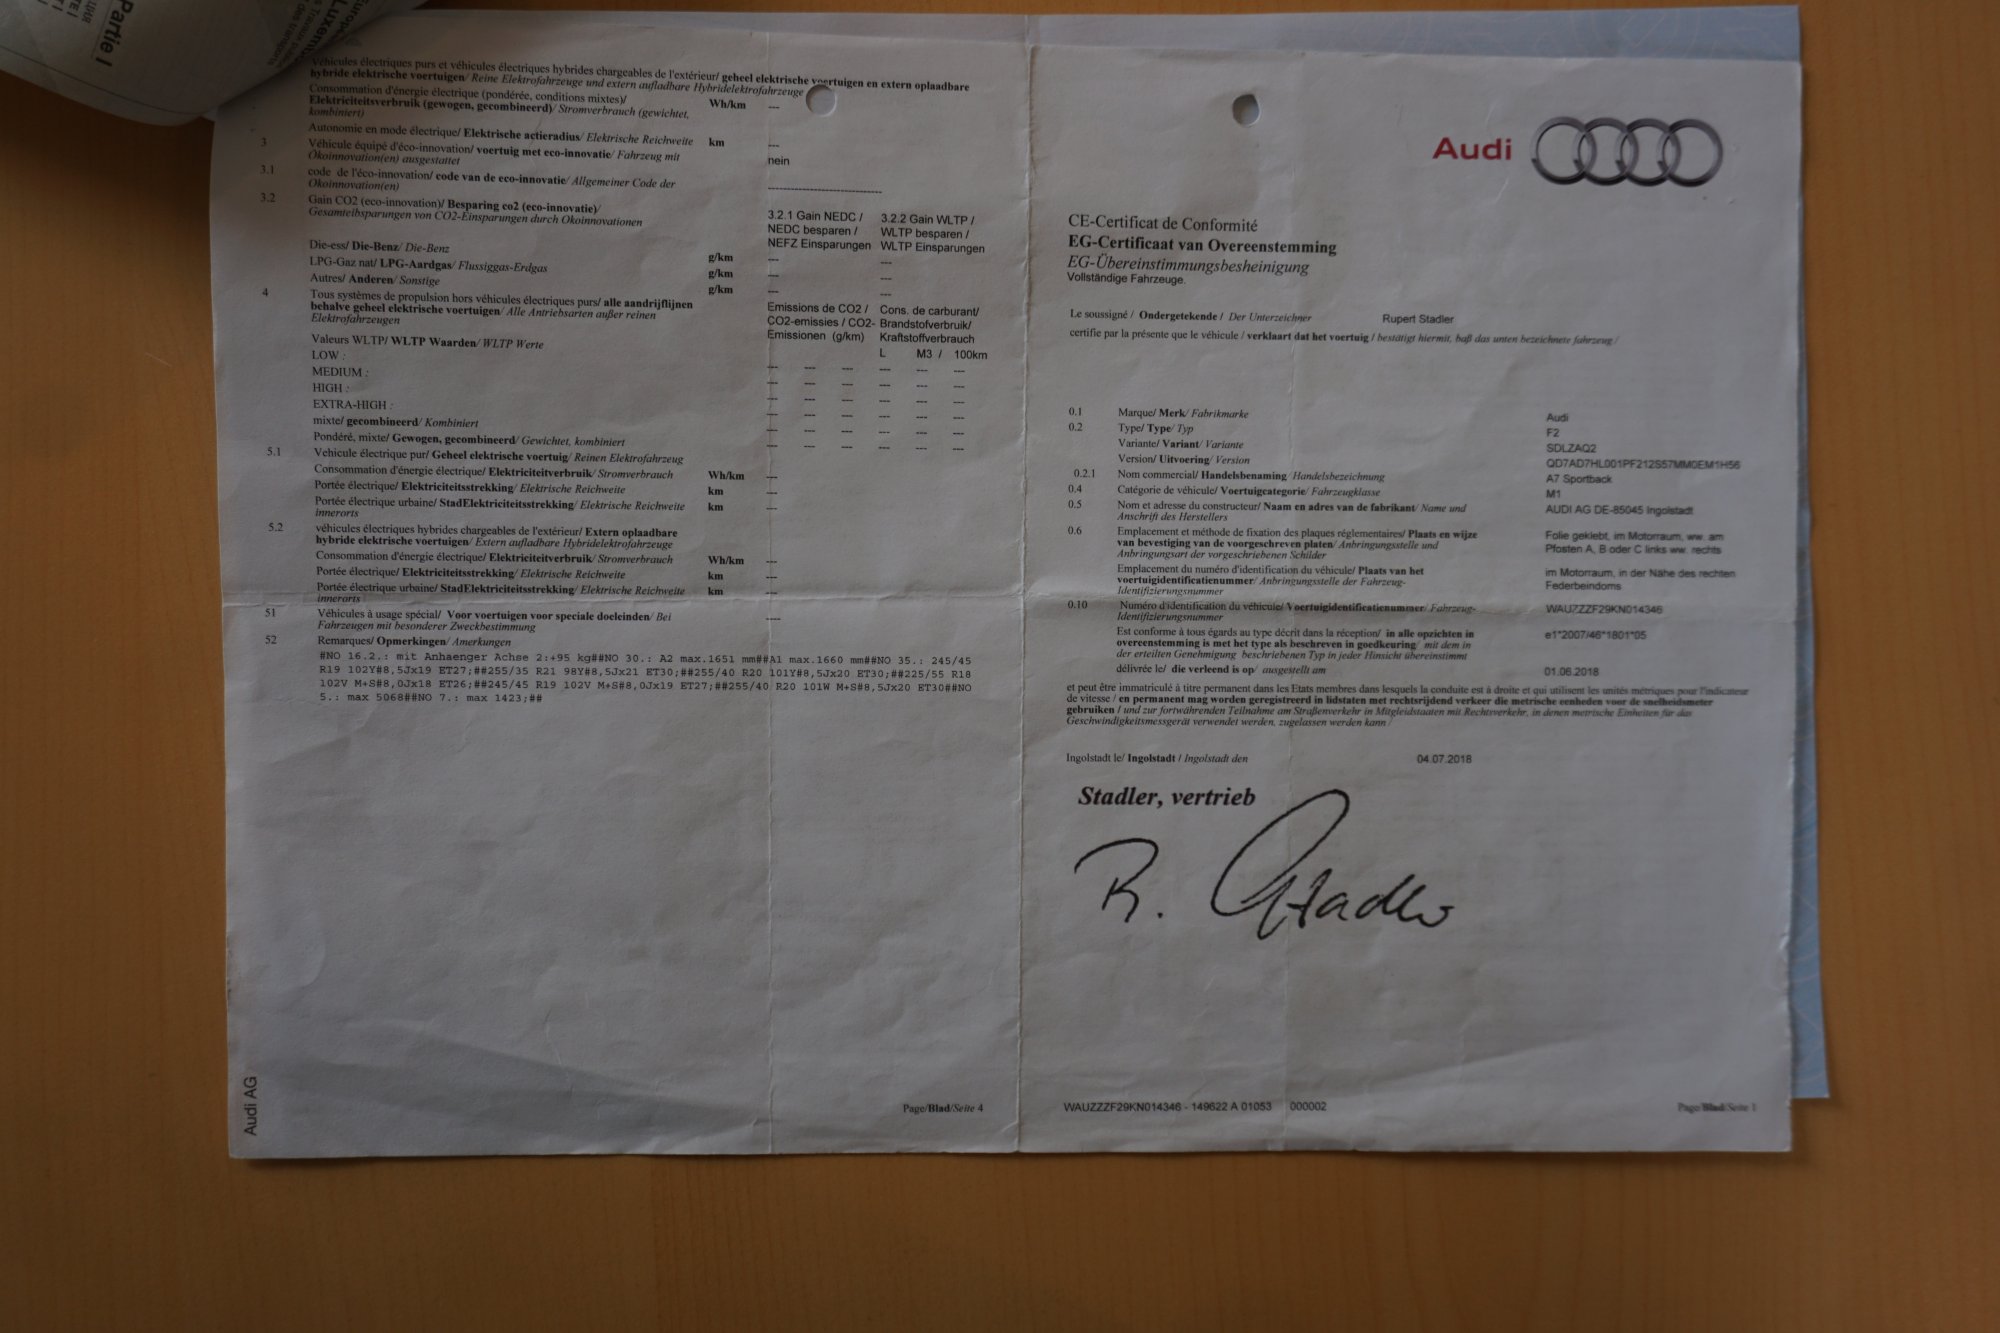 Partie I
Luxem
des transports
Véhicules électriques purs et véhicules électriques hybrides chargeables de l'extérieur/ geheel elektrische voertuigen en extern oplaadbare
hybride elektrische voertuigen/ Reine Elektrofahrzeuge und extern aufladbare Hybridelektrofahrzeuge
Consommation d'énergie électrique (pondérée, conditions mixtes)/
Elektriciteitsverbruik (gewogen, gecombineerd)/ Stromverbrauch (gewichtet, Wh/km ---
kombiniert)
Autonomie en mode électrique/ Elektrische actieradius/ Elektrische Reichweite km ---
3 Véhicule équipé d'éco-innovation/ voertuig met eco-innovatie/ Fahrzeug mit nein
Ökoinnovation(en) ausgestattet
3.1 code de l'éco-innovation/ code van de eco-innovatie/ Allgemeiner Code der
Ökoinnovation(en) ------------------------------
3.2 Gain CO2 (eco-innovation)/ Besparing co2 (eco-innovatie)/
Gesamteibsparungen von CO2-Einsparungen durch Okoinnovationen
3.2.1 Gain NEDC / 3.2.2 Gain WLTP /
NEDC besparen / WLTP besparen /
NEFZ Einsparungen WLTP Einsparungen
Die-ess/ Die-Benz/ Die-Benz g/km --- ---
LPG-Gaz nat/ LPG-Aardgas/ Flussiggas-Erdgas g/km --- ---
Autres/ Anderen/ Sonstige g/km --- ---
4 Tous systèmes de propulsion hors véhicules électriques purs/ alle aandrijflijnen
behalve geheel elektrische voertuigen/ Alle Antriebsarten außer reinen
Elektrofahrzeugen
Emissions de CO2 / Cons. de carburant/
CO2-emissies / CO2- Brandstofverbruik/
Emissionen (g/km) Kraftstoffverbrauch
Valeurs WLTP/ WLTP Waarden/ WLTP Werte L M3 / 100km
LOW : --- --- --- --- --- ---
MEDIUM : --- --- --- --- --- ---
HIGH : --- --- --- --- --- ---
EXTRA-HIGH : --- --- --- --- --- ---
mixte/ gecombineerd/ Kombiniert --- --- --- --- --- ---
Pondéré, mixte/ Gewogen, gecombineerd/ Gewichtet, kombiniert --- --- --- --- --- ---
5.1 Vehicule électrique pur/ Geheel elektrische voertuig/ Reinen Elektrofahrzeug
Consommation d'énergie électrique/ Elektriciteitverbruik/ Stromverbrauch Wh/km ---
Portée électrique/ Elektriciteitsstrekking/ Elektrische Reichweite km ---
Portée électrique urbaine/ StadElektriciteitsstrekking/ Elektrische Reichweite km ---
innerorts
5.2 véhicules électriques hybrides chargeables de l'extérieur/ Extern oplaadbare
hybride elektrische voertuigen/ Extern aufladbare Hybridelektrofahrzeuge
Consommation d'énergie électrique/ Elektriciteitverbruik/ Stromverbrauch Wh/km ---
Portée électrique/ Elektriciteitsstrekking/ Elektrische Reichweite km ---
Portée électrique urbaine/ StadElektriciteitsstrekking/ Elektrische Reichweite km ---
innerorts
51 Véhicules à usage spécial/ Voor voertuigen voor speciale doeleinden/ Bei ----
Fahrzeugen mit besonderer Zweckbestimmung
52 Remarques/ Opmerkingen/ Amerkungen
#NO 16.2.: mit Anhaenger Achse 2:+95 kg##NO 30.: A2 max.1651 mm##A1 max.1660 mm##NO 35.: 245/45
R19 102Y#8,5Jx19 ET27;##255/35 R21 98Y#8,5Jx21 ET30;##255/40 R20 101Y#8,5Jx20 ET30;##225/55 R18
102V M+S#8,0Jx18 ET26;##245/45 R19 102V M+S#8,0Jx19 ET27;##255/40 R20 101W M+S#8,5Jx20 ET30##NO
5.: max 5068##NO 7.: max 1423;##
Audi AG
Page/Blad/Seite 4
Audi
CE-Certificat de Conformité
EG-Certificaat van Overeenstemming
EG-Übereinstimmungsbesheinigung
Vollständige Fahrzeuge.
Le soussigné / Ondergetekende / Der Unterzeichner Rupert Stadler
certifie par la présente que le véhicule / verklaart dat het voertuig / bestätigt hiermit, baß das unten bezeichnete fahrzeug /
0.1 Marque/ Merk/ Fabrikmarke Audi
0.2 Type/ Type/ Typ F2
Variante/ Variant/ Variante SDLZAQ2
Version/ Uitvoering/ Version QD7AD7HL001PF212S57MM0EM1H56
0.2.1 Nom commercial/ Handelsbenaming/ Handelsbezeichnung A7 Sportback
0.4 Catégorie de véhicule/ Voertuigcategorie/ Fahrzeugklasse M1
0.5 Nom et adresse du constructeur/ Naam en adres van de fabrikant/ Name und AUDI AG DE-85045 Ingolstadt
Anschrift des Herstellers
0.6 Emplacement et méthode de fixation des plaques réglementaires/ Plaats en wijze Folie geklebt, im Motorraum, ww. am
van bevestiging van de voorgeschreven platen/ Anbringungsstelle und Pfosten A, B oder C links ww. rechts
Anbringungsart der vorgeschriebenen Schilder
Emplacement du numéro d'identification du véhicule/ Plaats van het im Motorraum, in der Nähe des rechten
voertuigidentificatienummer/ Anbringungsstelle der Fahrzeug- Federbeindoms
Identifizierungsnummer
0.10 Numéro d'identification du véhicule/ Voertuigidentificatienummer/ Fahrzeug- WAUZZZF29KN014346
Identifizierungsnummer
Est conforme à tous égards au type décrit dans la réception/ in alle opzichten in e1*2007/46*1801*05
overeenstemming is met het type als beschreven in goedkeuring/ mit dem in
der erteilten Genehmigung beschriebenen Typ in jeder Hinsicht übereinstimmt
délivrée le/ die verleend is op/ ausgestellt am 01.06.2018
et peut être immatriculé à titre permanent dans les Etats membres dans lesquels la conduite est à droite et qui utilisent les unités métriques pour l'indicateur
de vitesse / en permanent mag worden geregistreerd in lidstaten met rechtsrijdend verkeer die metrische eenheden voor de snelheidsmeter
gebruiken / und zur fortwährenden Teilnahme am Straßenverkehr in Mitgleidstaaten mit Rechtsverkehr, in denen metrische Einheiten für das
Geschwindigkeitsmessgerät verwendet werden, zugelassen werden kann /
Ingolstadt le/ Ingolstadt / Ingolstadt den 04.07.2018
Stadler, vertrieb
R. Stadler
WAUZZZF29KN014346 - 149622 A 01053 000002
Page/Blad/Seite 1